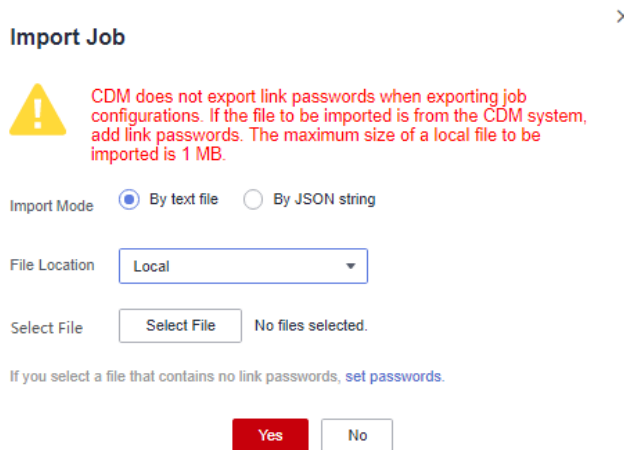 Import Job
CDM does not export link passwords when exporting job
configurations. If the file to be imported is from the CDM system,
add link passwords. The maximum size of a local file to be
imported is 1 MB.
Import Mode By text file By JSON string
File Location Local
Select File Select File No files selected.
If you select a file that contains no link passwords, set passwords.
Yes No